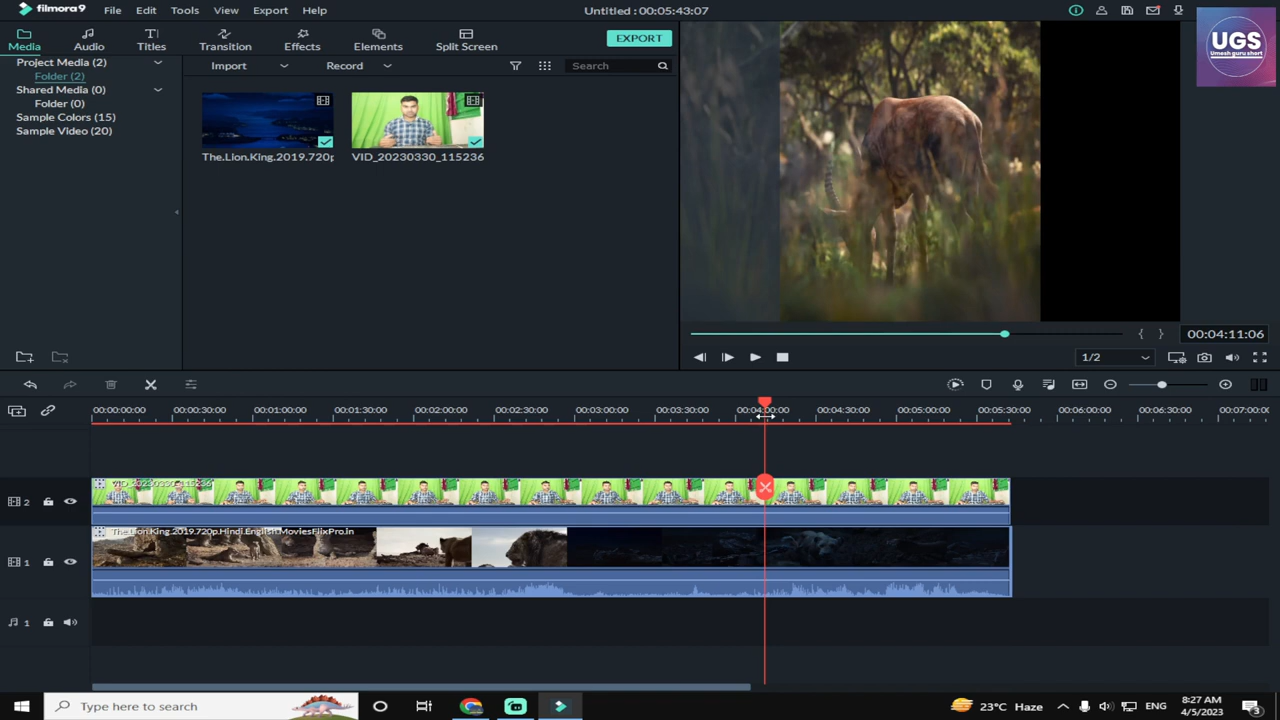 filmora9 File Edit Tools View Export Help Untitled : 00:05:43:07
UGS
Umesh guru short
Media Audio Titles Transition Effects Elements Split Screen EXPORT
Project Media (2)
Folder (2)
Shared Media (0)
Folder (0)
Sample Colors (15)
Sample Video (20)
Import Record Search
The.Lion.King.2019.720p VID_20230330_115236
00:04:11:06
1/2
00:00:00:00 00:00:30:00 00:01:00:00 00:01:30:00 00:02:00:00 00:02:30:00 00:03:00:00 00:03:30:00 00:04:00:00 00:04:30:00 00:05:00:00 00:05:30:00 00:06:00:00 00:06:30:00 00:07:00:00
2 VID_20230330_115236
The.Lion.King.2019.720p.Hindi.English.MoviesFlixPro.in
1
1
Type here to search 23°C Haze ENG 8:27 AM
4/5/2023 3